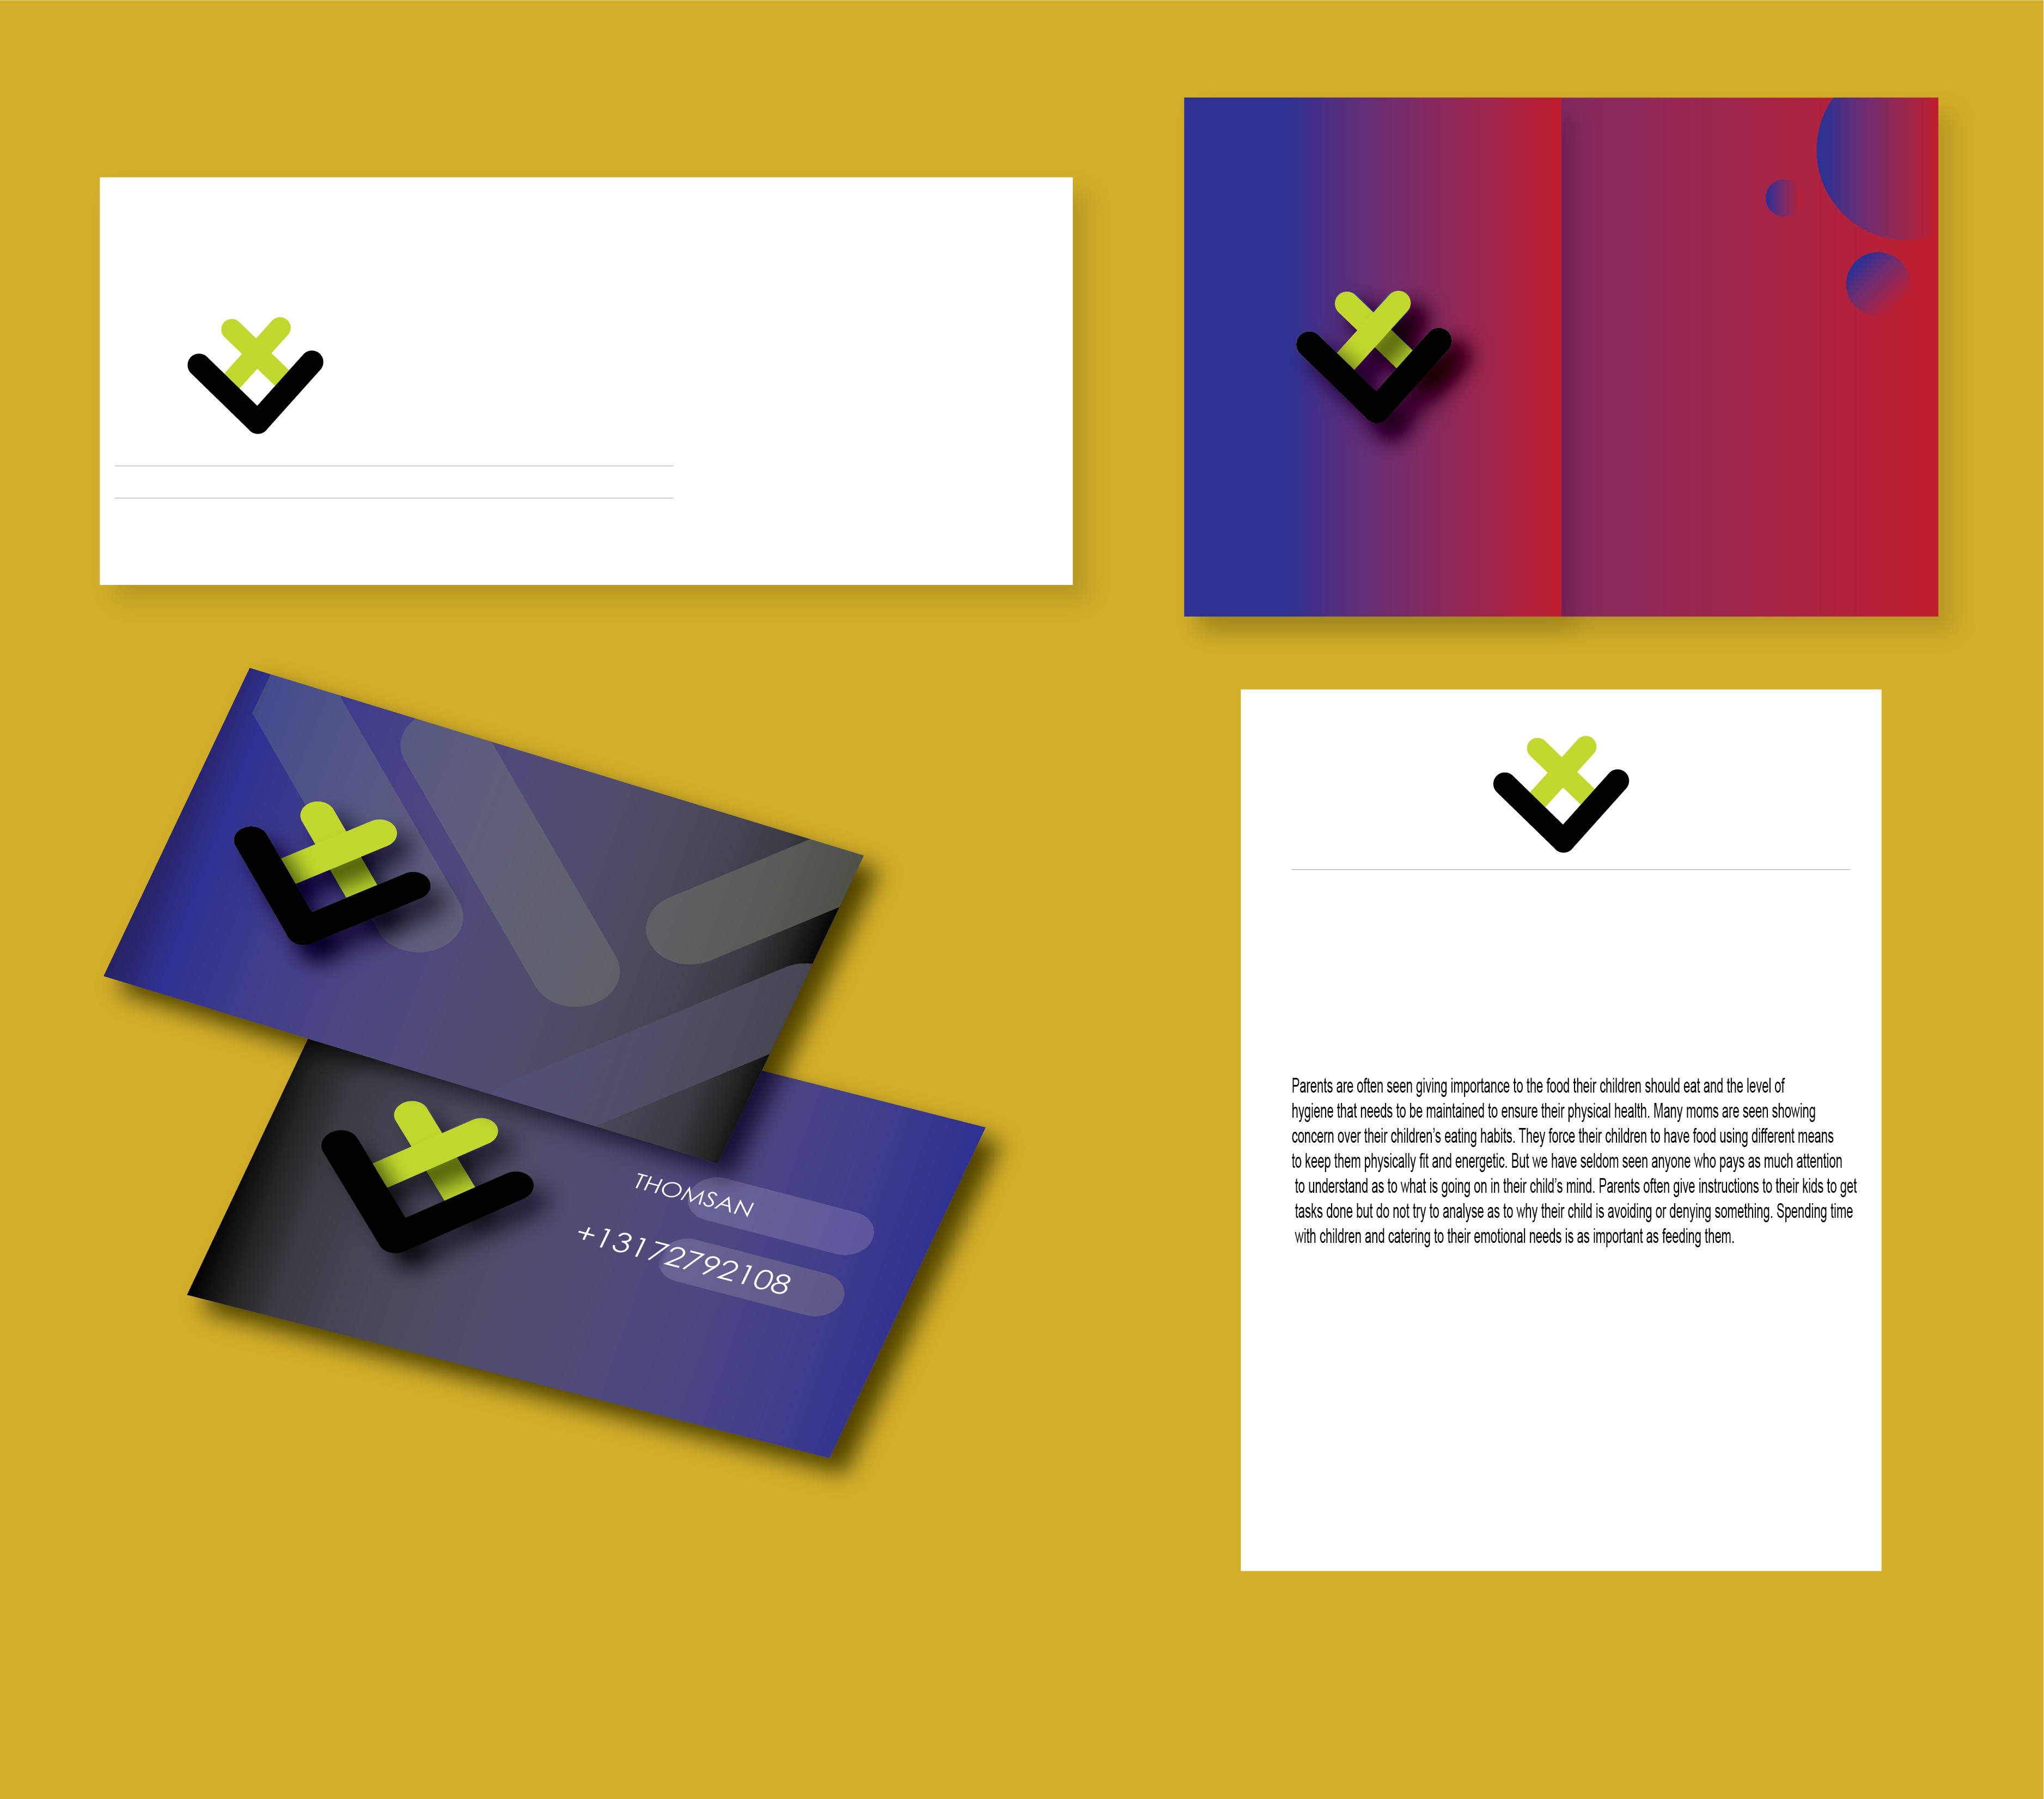 THOMSAN
+13172792108
Parents are often seen giving importance to the food their children should eat and the level of
hygiene that needs to be maintained to ensure their physical health. Many moms are seen showing
concern over their children's eating habits. They force their children to have food using different means
to keep them physically fit and energetic. But we have seldom seen anyone who pays as much attention
to understand as to what is going on in their child's mind. Parents often give instructions to their kids to get
tasks done but do not try to analyse as to why their child is avoiding or denying something. Spending time
with children and catering to their emotional needs is as important as feeding them.